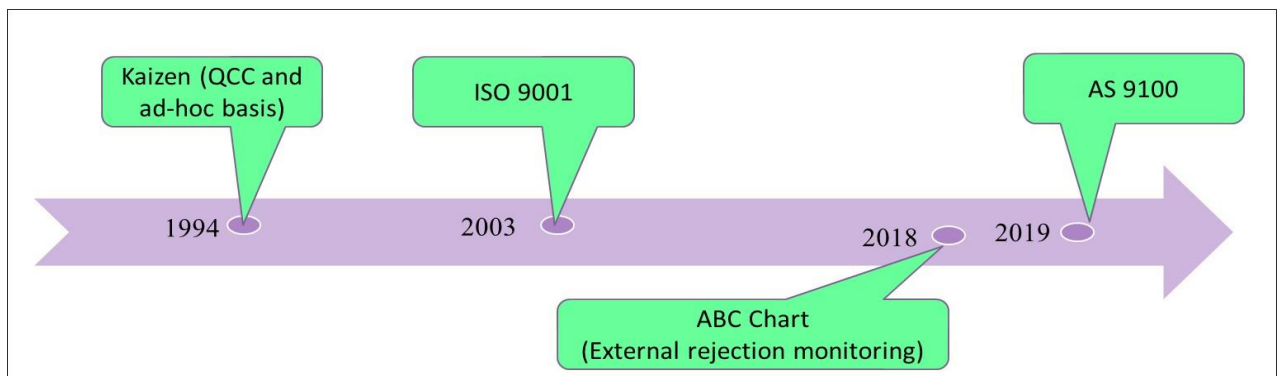 Kaizen (QCC and
ad-hoc basis)
ISO 9001
AS 9100
1994
2003
2018
2019
ABC Chart
(External rejection monitoring)